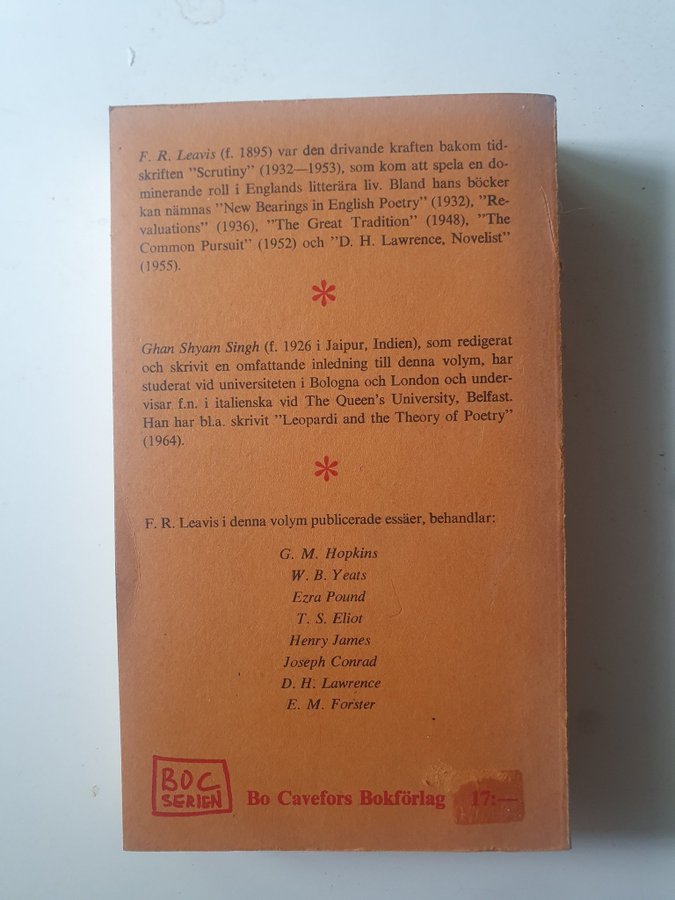 F. R. Leavis (f. 1895) var den drivande kraften bakom tid-
skriften "Scrutiny" (1932—1953), som kom att spela en do-
minerande roll i Englands litterära liv. Bland hans böcker
kan nämnas "New Bearings in English Poetry" (1932), "Re-
valuations" (1936), "The Great Tradition" (1948), "The
Common Pursuit" (1952) och "D. H. Lawrence, Novelist"
(1955).
*
Ghan Shyam Singh (f. 1926 i Jaipur, Indien), som redigerat
och skrivit en omfattande inledning till denna volym, har
studerat vid universiteten i Bologna och London och under-
visar f.n. i italienska vid The Queen's University, Belfast.
Han har bl.a. skrivit "Leopardi and the Theory of Poetry"
(1964).
*
F. R. Leavis i denna volym publicerade essäer, behandlar:
G. M. Hopkins
W. B. Yeats
Ezra Pound
T. S. Eliot
Henry James
Joseph Conrad
D. H. Lawrence
E. M. Forster
BOC
SERIEN
Bo Cavefors Bokförlag 17:—